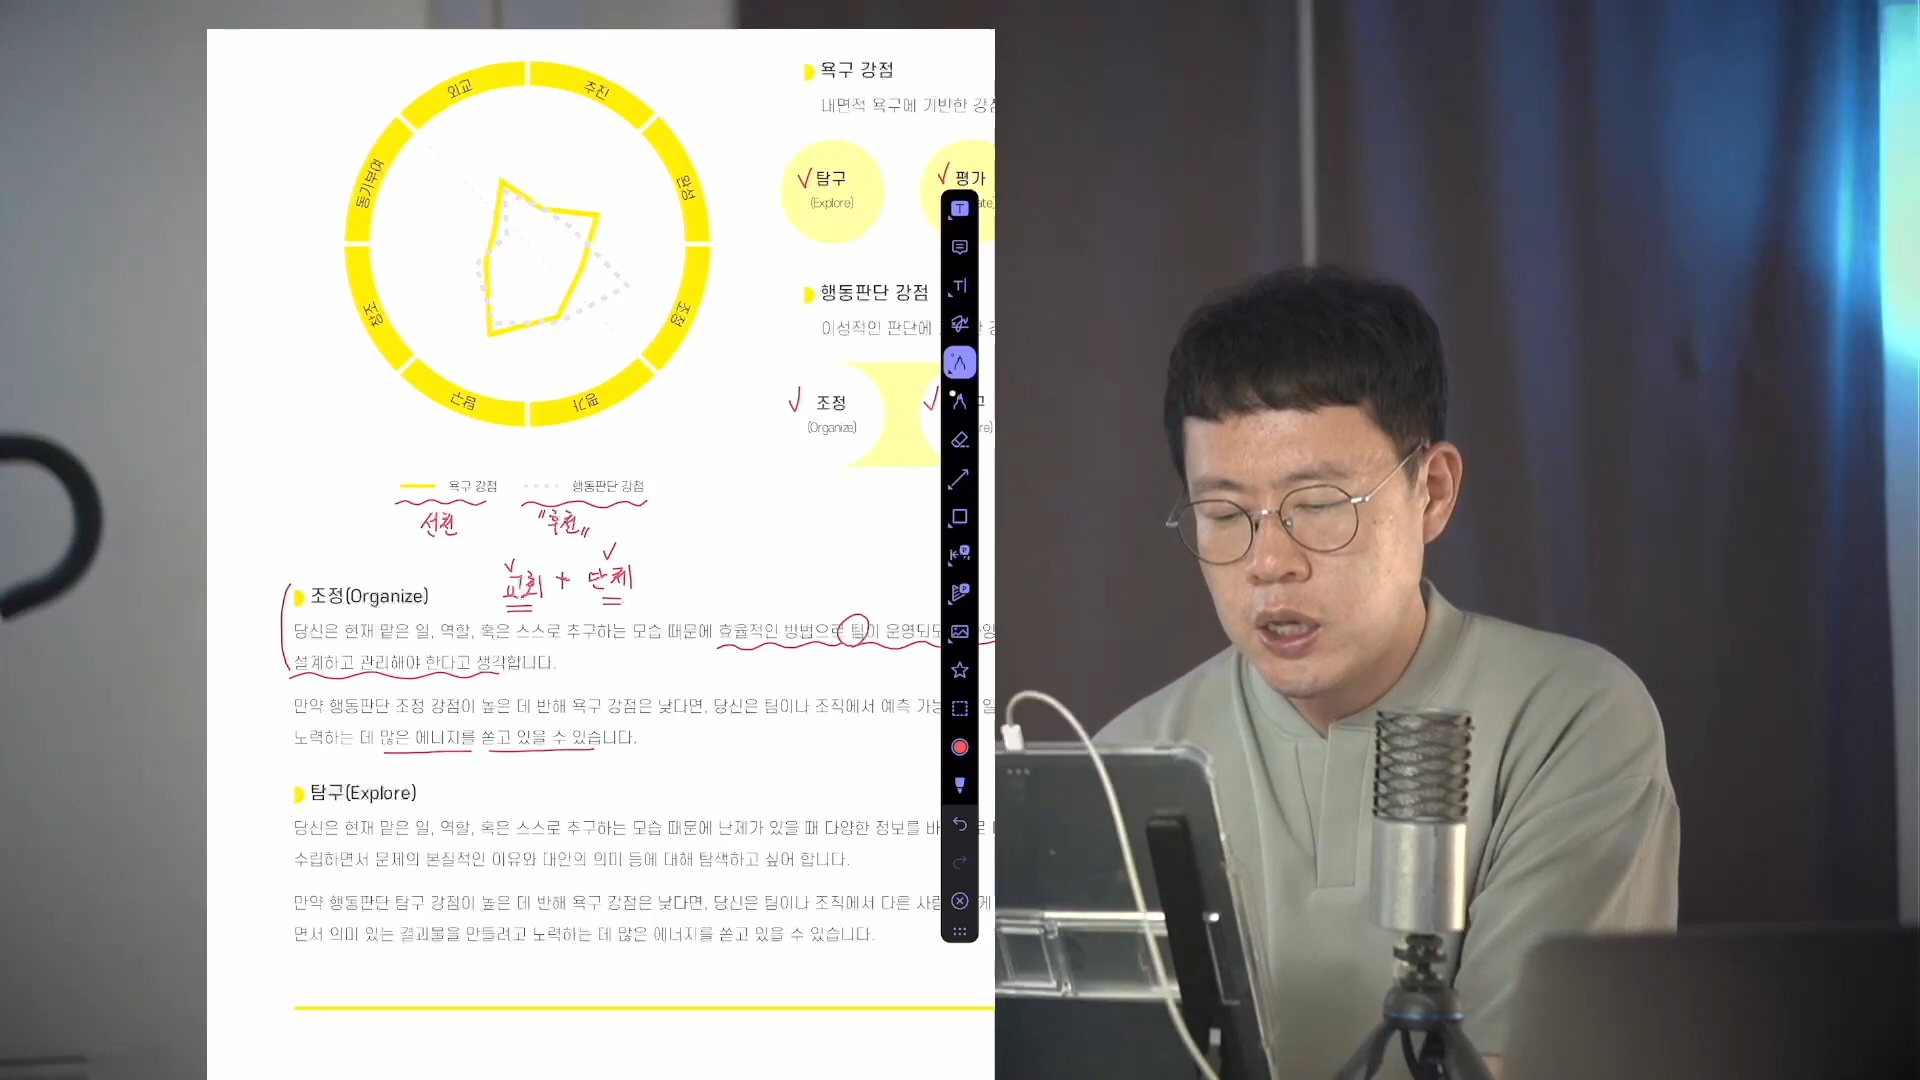 외교
추진
동기부여
완성
창조
조정
탐구
평가
욕구 강점
내면적 욕구에 기반한 강점
탐구
(Explore)
평가
행동판단 강점
이성적인 판단에
조정
(Organize)
욕구 강점
행동판단 강점
선천
"후천"
교회 + 단체
조정(Organize)
당신은 현재 맡은 일, 역할, 혹은 스스로 추구하는 모습 때문에 효율적인 방법으로 팀이 운영되도
설계하고 관리해야 한다고 생각합니다.
만약 행동판단 조정 강점이 높은 데 반해 욕구 강점은 낮다면, 당신은 팀이나 조직에서 예측 가능 일
노력하는 데 많은 에너지를 쏟고 있을 수 있습니다.
탐구(Explore)
당신은 현재 맡은 일, 역할, 혹은 스스로 추구하는 모습 때문에 난제가 있을 때 다양한 정보를 바 로
수립하면서 문제의 본질적인 이유와 대안의 의미 등에 대해 탐색하고 싶어 합니다.
만약 행동판단 탐구 강점이 높은 데 반해 욕구 강점은 낮다면, 당신은 팀이나 조직에서 다른 사람 게
면서 의미 있는 결과물을 만들려고 노력하는 데 많은 에너지를 쏟고 있을 수 있습니다.